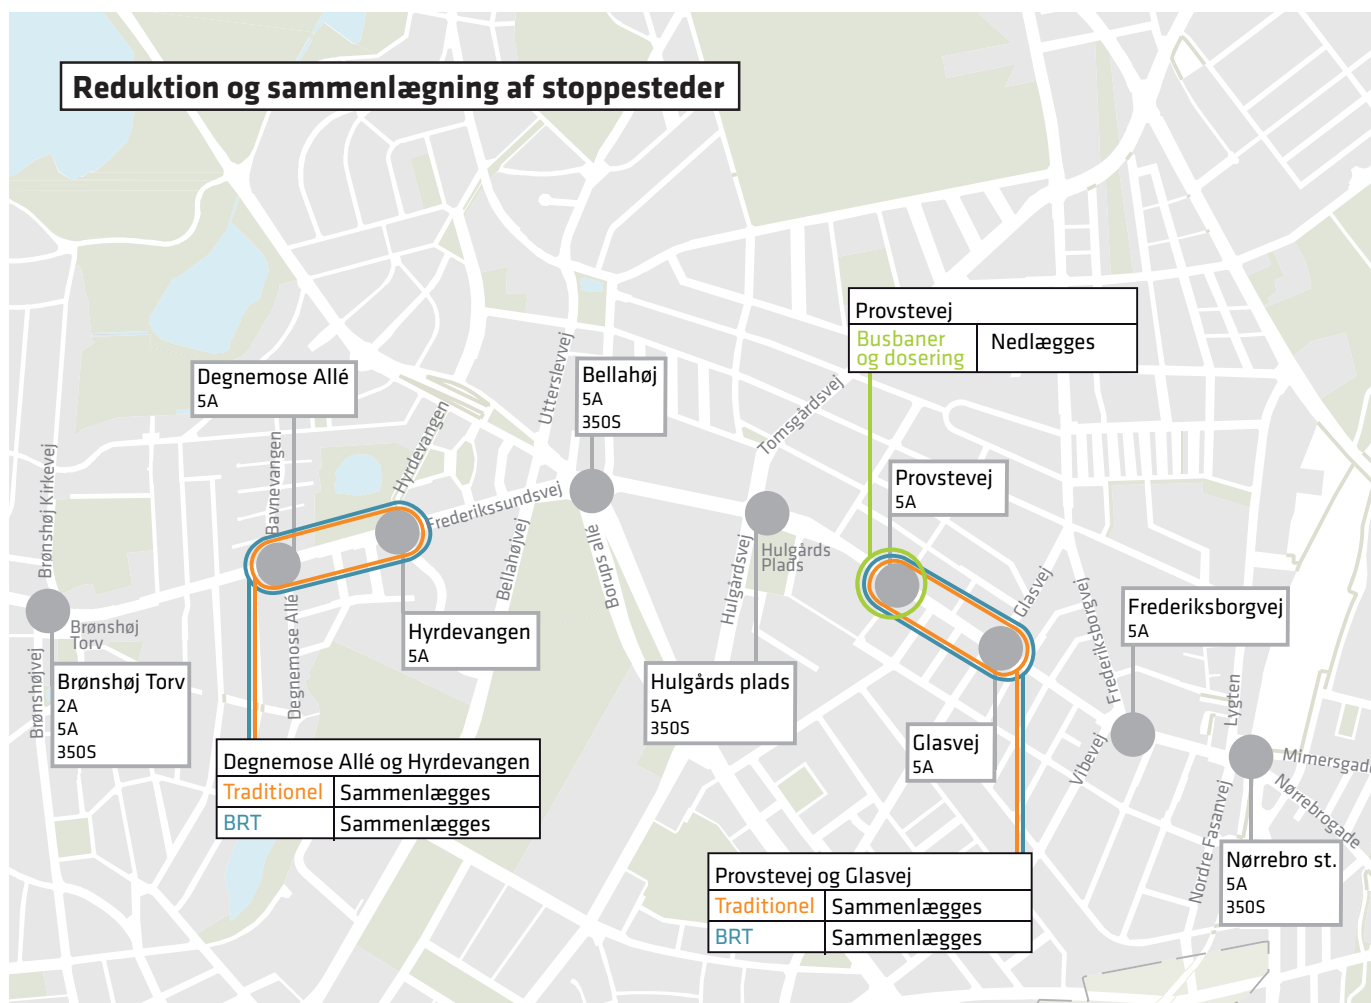 Reduktion og sammenlægning af stoppesteder
Provstevej
Busbaner
og dosering
Nedlægges
Degnemose Allé
5A
Bellahøj
5A
350S
Provstevej
5A
Utterslevvej
Tomsgårdsvej
Hyrdevangen
Bavnevangen
Brønshøj Kirkevej
Frederikssundsvej
Bellahøjvej
Borups allé
Hulgårdsvej
Hulgårds
Plads
Glasvej
Frederiksborgvej
Frederiksborgvej
5A
Brønshøj
Torv
Brønshøjvej
Brønshøj Torv
2A
5A
350S
Degnemose Allé
Hyrdevangen
5A
Hulgårds plads
5A
350S
Glasvej
5A
Vibevej
Lygten
Mimersgade
Nørrebrogade
Nordre Fasanvej
Degnemose Allé og Hyrdevangen
Traditionel Sammenlægges
BRT Sammenlægges
Provstevej og Glasvej
Traditionel Sammenlægges
BRT Sammenlægges
Nørrebro st.
5A
350S